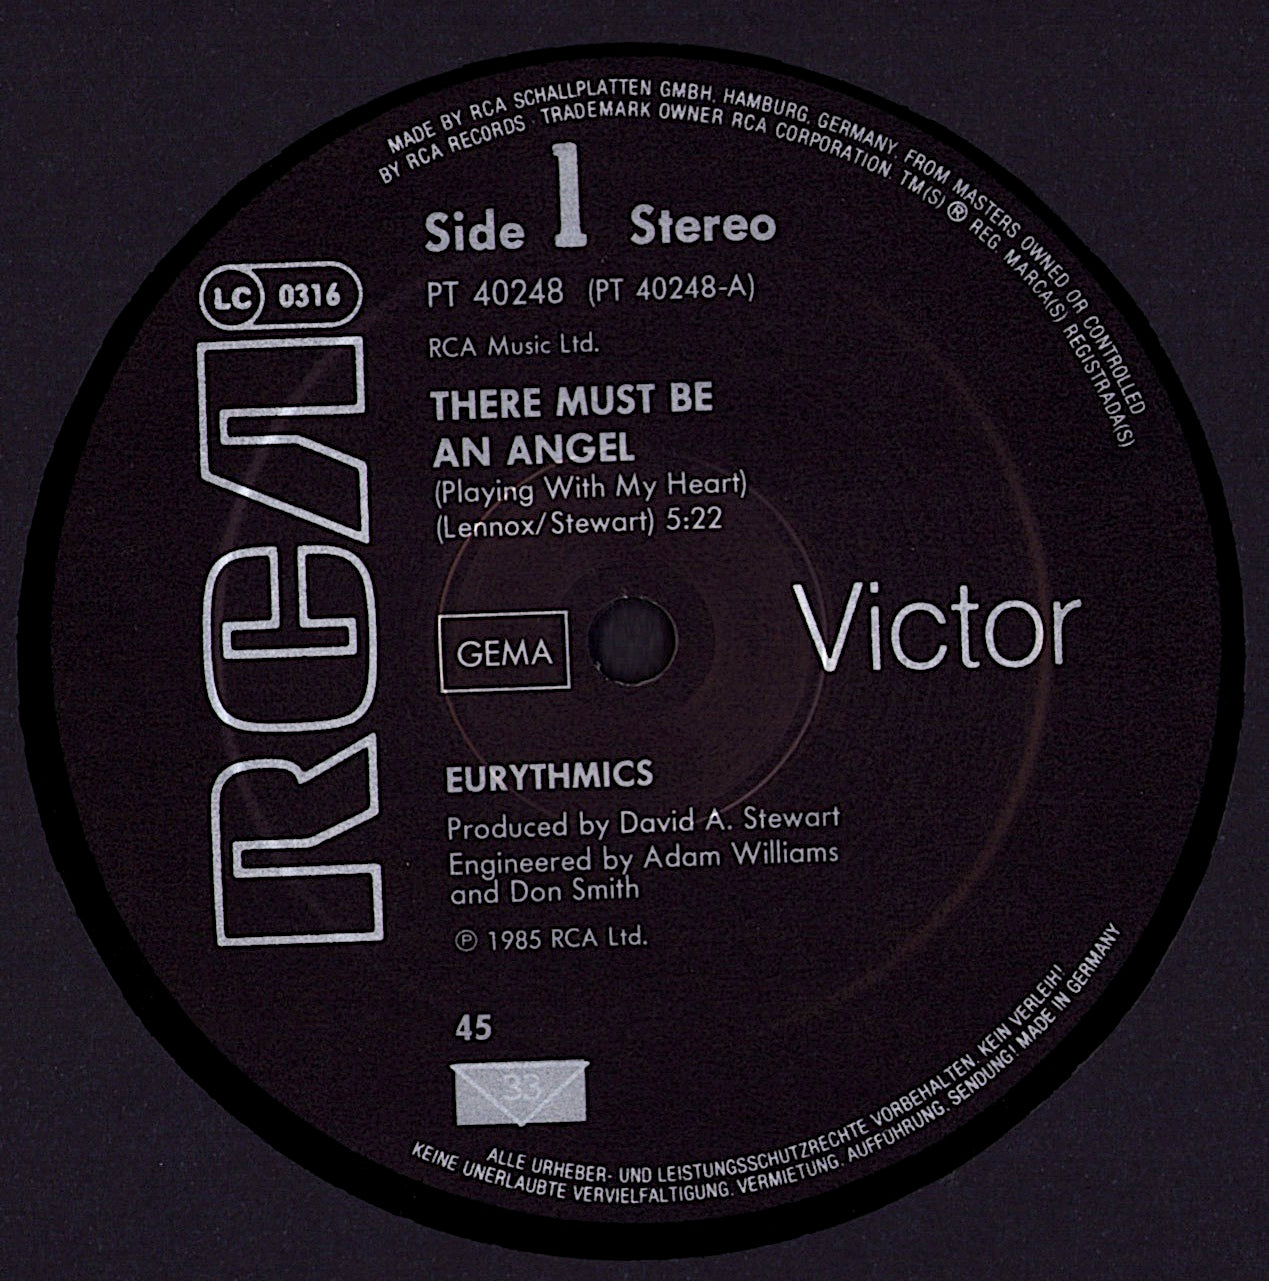 MADE BY RCA SCHALLPLATTEN GMBH, HAMBURG, GERMANY, FROM MASTERS OWNED OR CONTROLLED
BY RCA RECORDS · TRADEMARK OWNER RCA CORPORATION TM(S) ® REG. MARCA(S) REGISTRADA(S)
Side 1 Stereo
LC 0316
PT 40248 (PT 40248-A)
RCA Music Ltd.
THERE MUST BE
AN ANGEL
(Playing With My Heart)
(Lennox/Stewart) 5:22
RCA
GEMA
Victor
EURYTHMICS
Produced by David A. Stewart
Engineered by Adam Williams
and Don Smith
℗ 1985 RCA Ltd.
45
33
ALLE URHEBER- UND LEISTUNGSSCHUTZRECHTE VORBEHALTEN. KEIN VERLEIH!
KEINE UNERLAUBTE VERVIELFÄLTIGUNG. VERMIETUNG. AUFFÜHRUNG. SENDUNG! MADE IN GERMANY